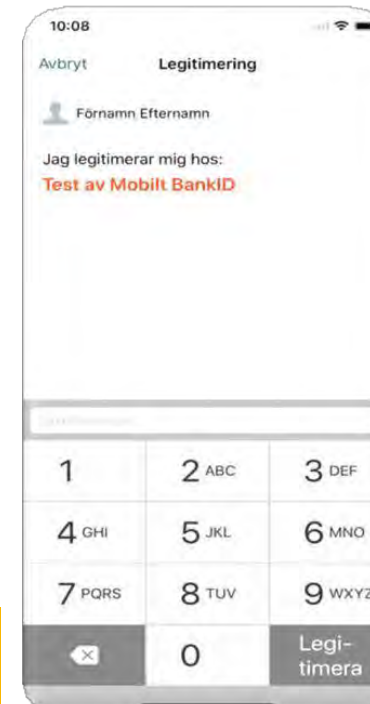 10:08
Avbryt Legitimering
Förnamn Efternamn
Jag legitimerar mig hos:
Test av Mobilt BankID
1 2 ABC 3 DEF
4 GHI 5 JKL 6 MNO
7 PQRS 8 TUV 9 WXYZ
0 Legi-
timera